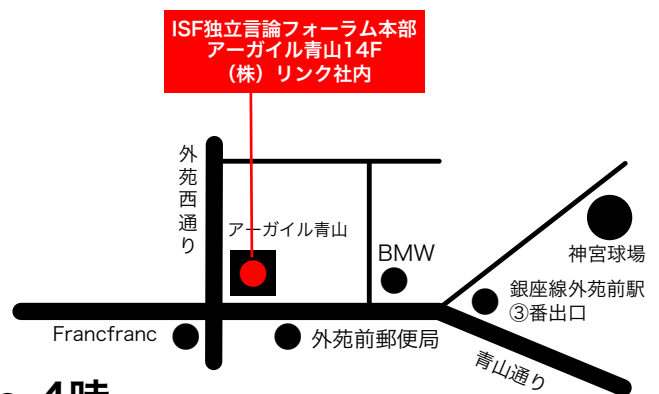 ISF独立言論フォーラム本部
アーガイル青山14F
（株）リンク社内
外苑西通り
アーガイル青山
BMW
神宮球場
銀座線外苑前駅
③番出口
Francfranc
外苑前郵便局
青山通り
4時